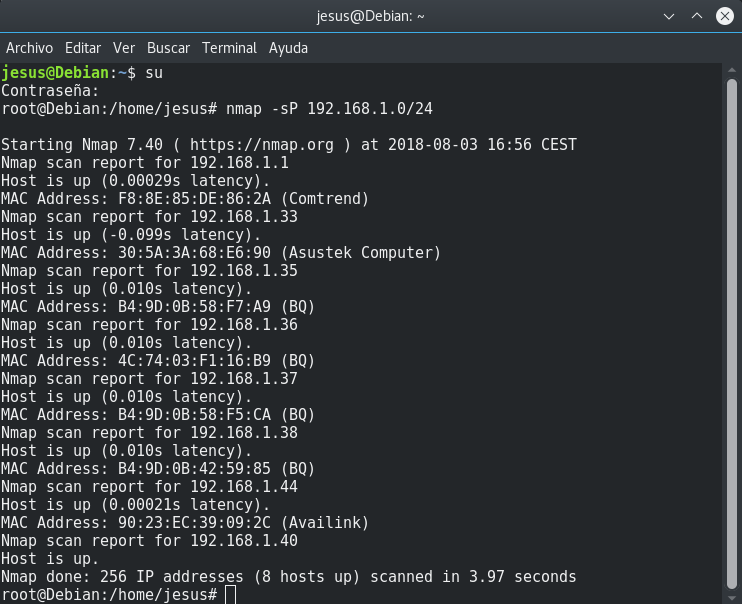 jesus@Debian: ~
Archivo Editar Ver Buscar Terminal Ayuda
jesus@Debian:~$ su
Contraseña:
root@Debian:/home/jesus# nmap -sP 192.168.1.0/24
Starting Nmap 7.40 ( https://nmap.org ) at 2018-08-03 16:56 CEST
Nmap scan report for 192.168.1.1
Host is up (0.00029s latency).
MAC Address: F8:8E:85:DE:86:2A (Comtrend)
Nmap scan report for 192.168.1.33
Host is up (-0.099s latency).
MAC Address: 30:5A:3A:68:E6:90 (Asustek Computer)
Nmap scan report for 192.168.1.35
Host is up (0.010s latency).
MAC Address: B4:9D:0B:58:F7:A9 (BQ)
Nmap scan report for 192.168.1.36
Host is up (0.010s latency).
MAC Address: 4C:74:03:F1:16:B9 (BQ)
Nmap scan report for 192.168.1.37
Host is up (0.010s latency).
MAC Address: B4:9D:0B:58:F5:CA (BQ)
Nmap scan report for 192.168.1.38
Host is up (0.010s latency).
MAC Address: B4:9D:0B:42:59:85 (BQ)
Nmap scan report for 192.168.1.44
Host is up (0.00021s latency).
MAC Address: 90:23:EC:39:09:2C (Availink)
Nmap scan report for 192.168.1.40
Host is up.
Nmap done: 256 IP addresses (8 hosts up) scanned in 3.97 seconds
root@Debian:/home/jesus#